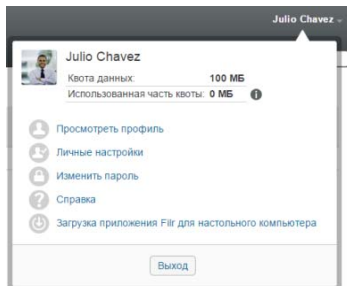 Julio Chavez
Julio Chavez
Квота данных: 100 МБ
Использованная часть квоты: 0 МБ
Просмотреть профиль
Личные настройки
Изменить пароль
Справка
Загрузка приложения Filr для настольного компьютера
Выход